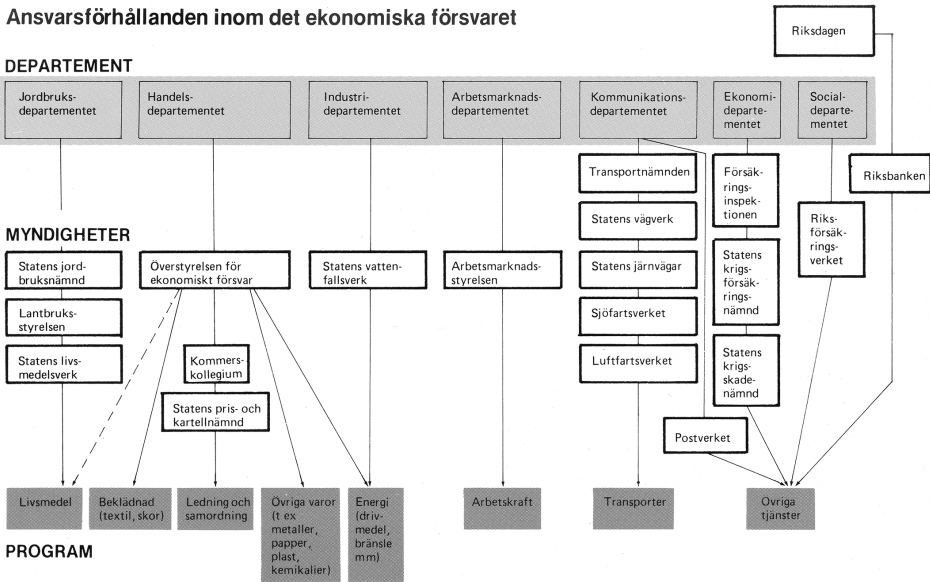 Ansvarsförhållanden inom det ekonomiska försvaret
Riksdagen
DEPARTEMENT
Jordbruks-
departementet
Handels-
departementet
Industri-
departementet
Arbetsmarknads-
departementet
Kommunikations-
departementet
Ekonomi-
departe-
mentet
Social-
departe-
mentet
Riksbanken
Transportnämnden
Statens vägverk
Statens järnvägar
Sjöfartsverket
Luftfartsverket
Försäk-
rings-
inspek-
tionen
Statens
krigs-
försäk-
rings-
nämnd
Statens
krigs-
skade-
nämnd
Riks-
försäk-
rings-
verket
MYNDIGHETER
Statens jord-
bruksnämnd
Lantbruks-
styrelsen
Statens livs-
medelsverk
Överstyrelsen för
ekonomiskt försvar
Kommers-
kollegium
Statens pris- och
kartellnämnd
Statens vatten-
fallsverk
Arbetsmarknads-
styrelsen
Postverket
Livsmedel
Beklädnad
(textil, skor)
Ledning och
samordning
Övriga varor
(t ex
metaller,
papper,
plast,
kemikalier)
Energi
(driv-
medel,
bränsle
m m)
Arbetskraft
Transporter
Övriga
tjänster
PROGRAM